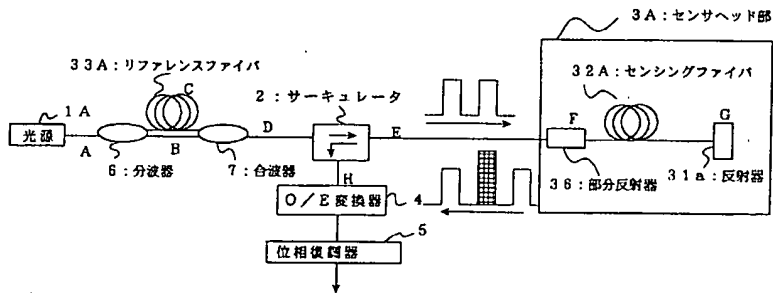 3A:センサヘッド部
33A:リファレンスファイバ
32A:センシングファイバ
C
2:サーキュレータ
1A
F
G
光源
D
E
A
B
6:分波器
7:合波器
H
36:部分反射器
31a:反射器
O/E変換器
4
5
位相復調器